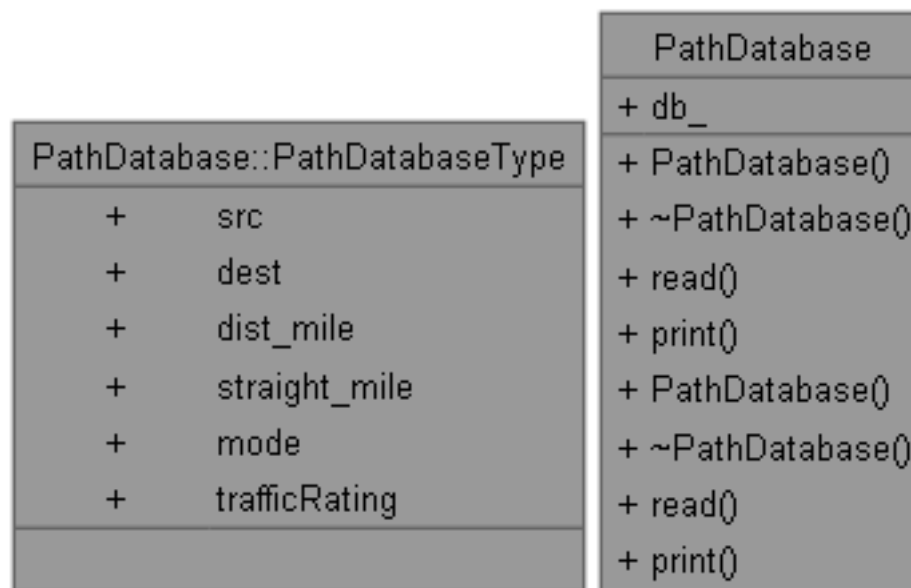 PathDatabase::PathDatabaseType
+ src
+ dest
+ dist_mile
+ straight_mile
+ mode
+ trafficRating
PathDatabase
+ db_
+ PathDatabase()
+ ~PathDatabase()
+ read()
+ print()
+ PathDatabase()
+ ~PathDatabase()
+ read()
+ print()